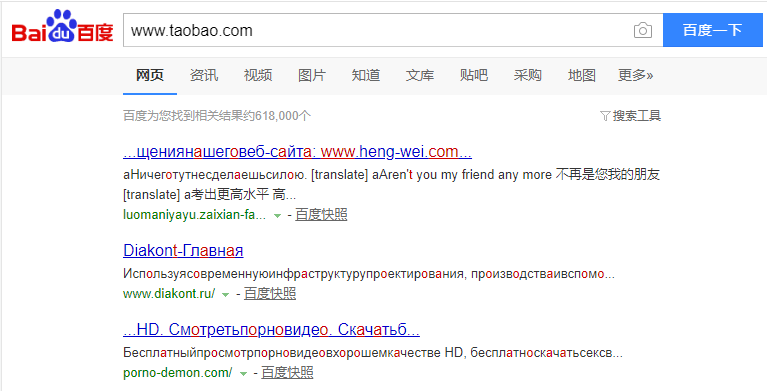 Bai du 百度 www.taobao.com 百度一下
网页 资讯 视频 图片 知道 文库 贴吧 采购 地图 更多»
百度为您找到相关结果约618,000个 搜索工具
...щениянашеговеб-сайта: www.heng-wei.com...
аНичеготутнесделаешьсилою. [translate] aAren't you my friend any more 不再是您我的朋友
[translate] a考出更高水平 高...
luomaniyayu.zaixian-fa... - 百度快照
Diakont-Главная
Используясовременнуюинфраструктурупроектирования, производстваивспомо...
www.diakont.ru/ - 百度快照
...HD. Смотретьпорновидео. Скачатьб...
Бесплатныйпросмотрпорновидеовхорошемкачестве HD, бесплатноскачатьсексв...
porno-demon.com/ - 百度快照